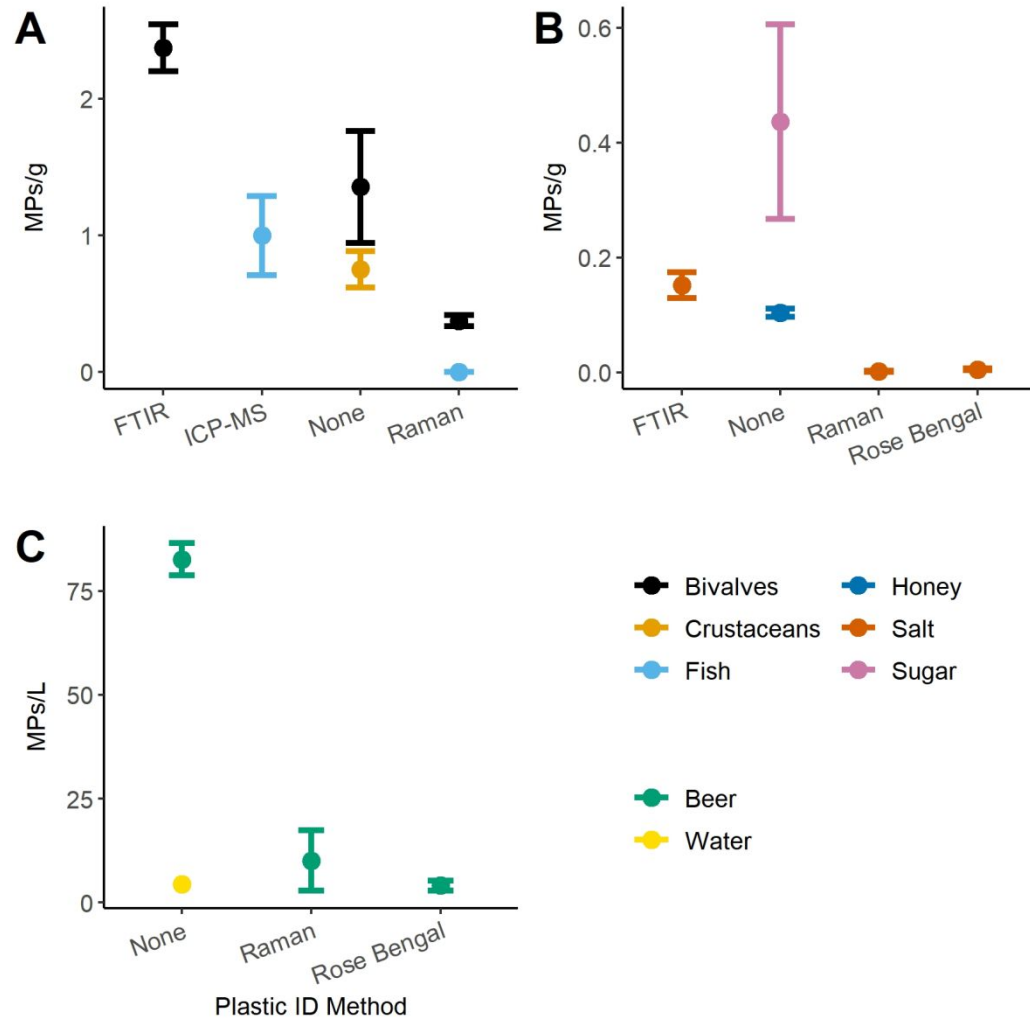 A
MPs/g
2
1
0
FTIR
ICP-MS
None
Raman
B
MPs/g
0.6
0.4
0.2
0.0
FTIR
None
Raman
Rose Bengal
C
MPs/L
75
50
25
0
None
Raman
Rose Bengal
Plastic ID Method
Bivalves
Crustaceans
Fish
Honey
Salt
Sugar
Beer
Water